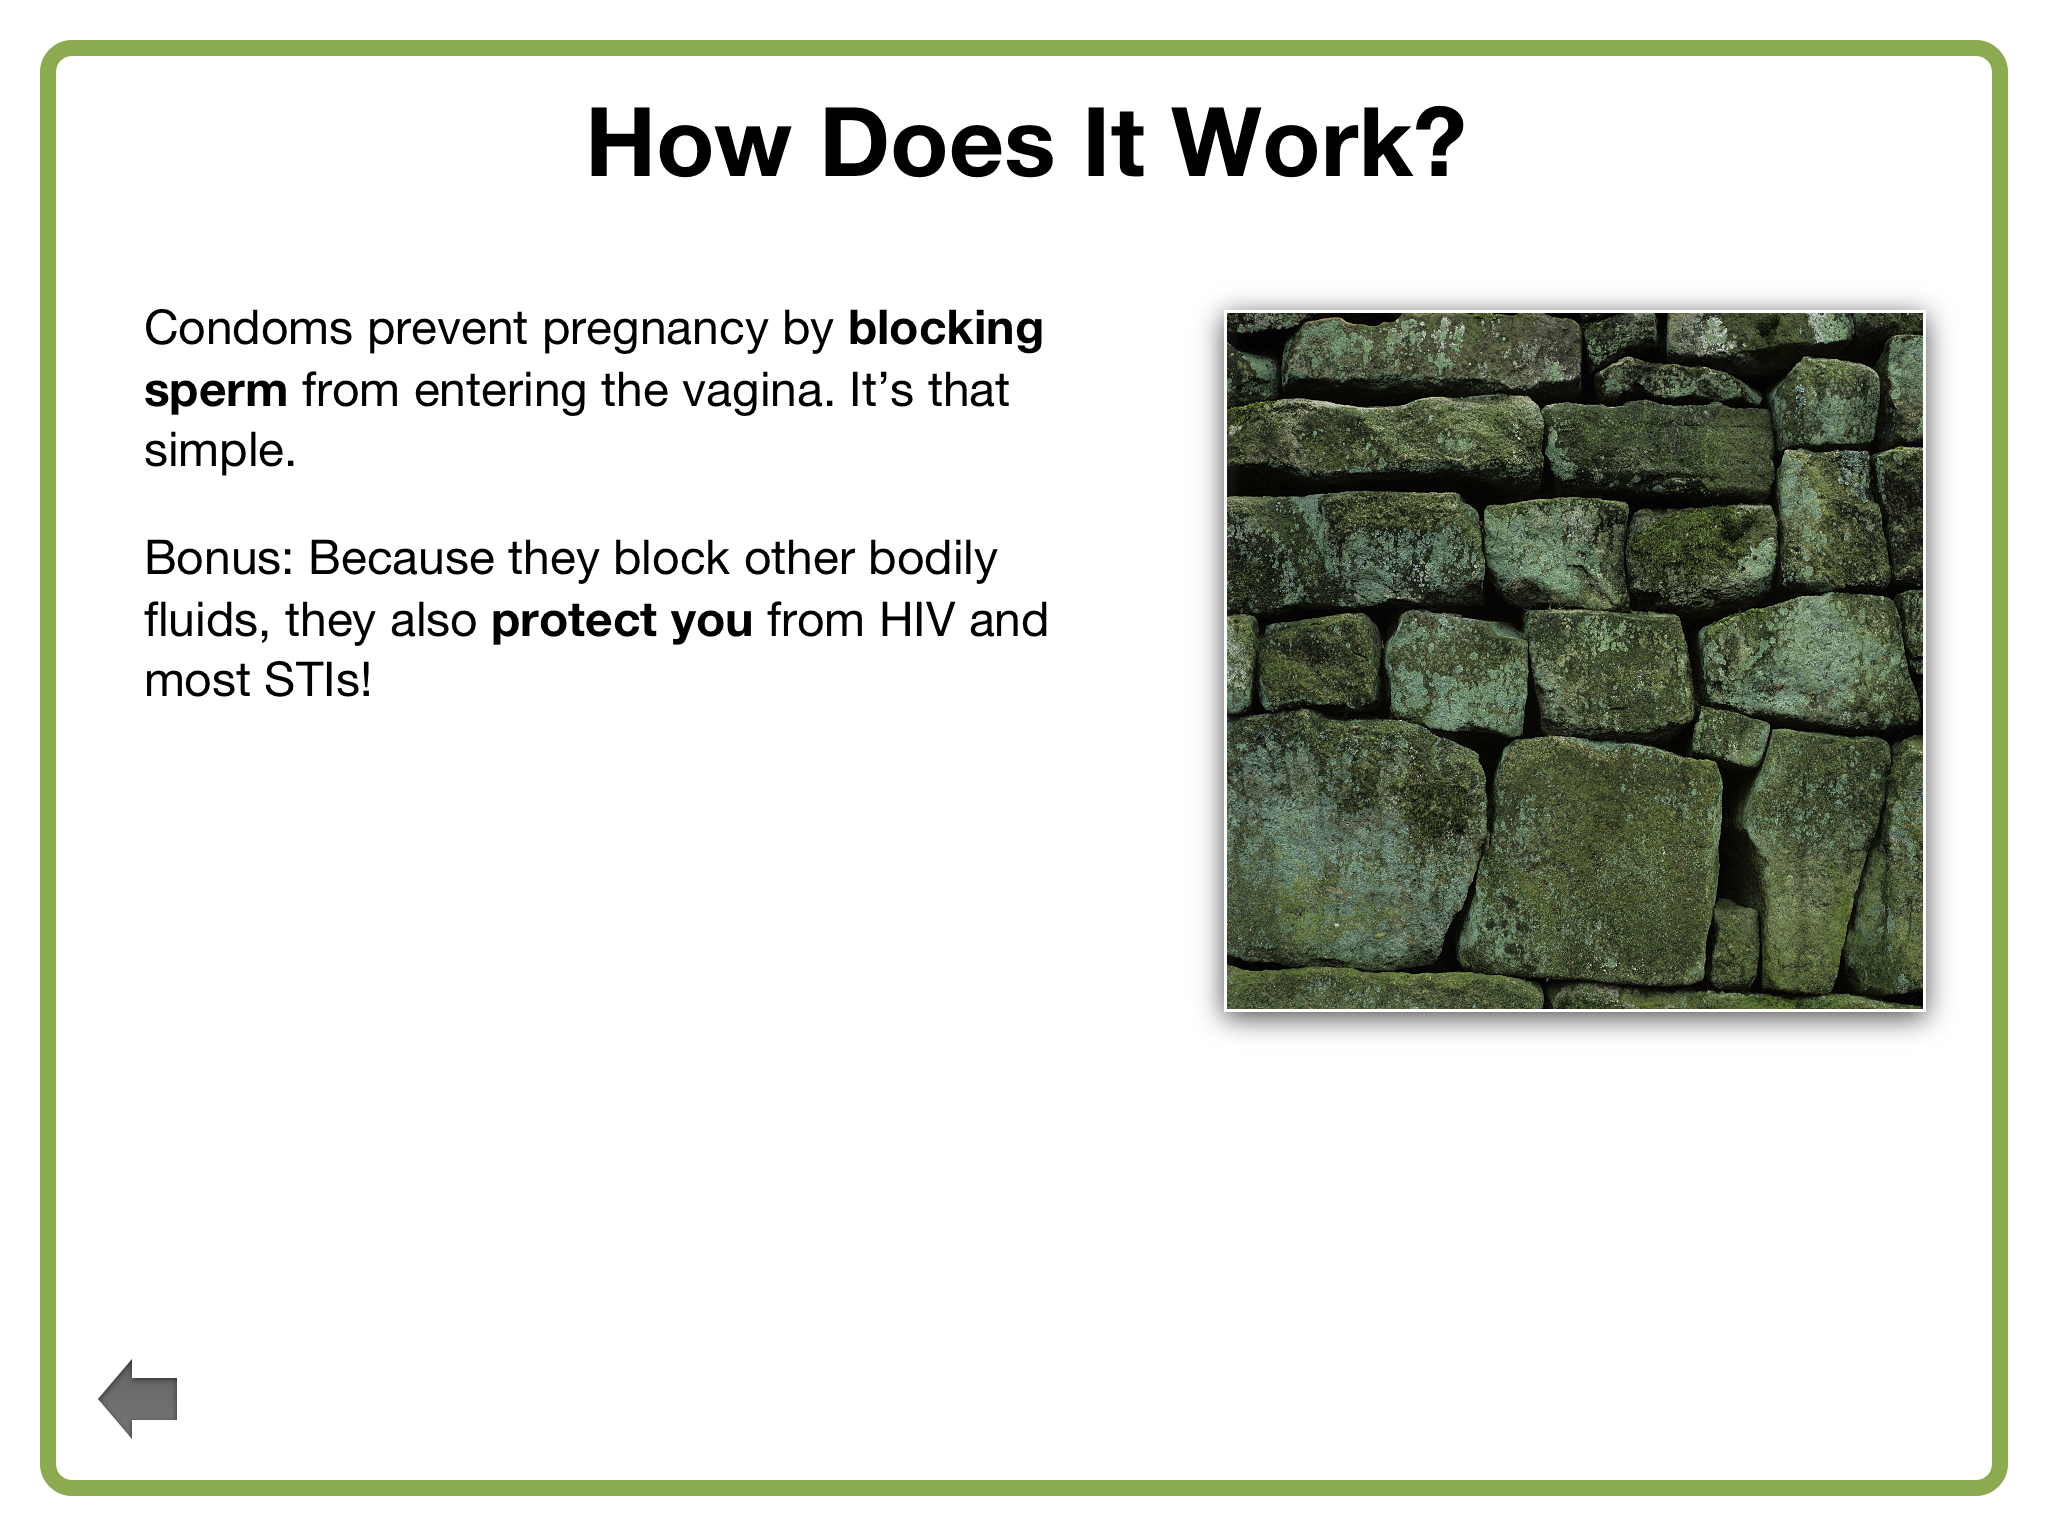 How Does It Work?
Condoms prevent pregnancy by blocking
sperm from entering the vagina. It’s that
simple.
Bonus: Because they block other bodily
fluids, they also protect you from HIV and
most STIs!